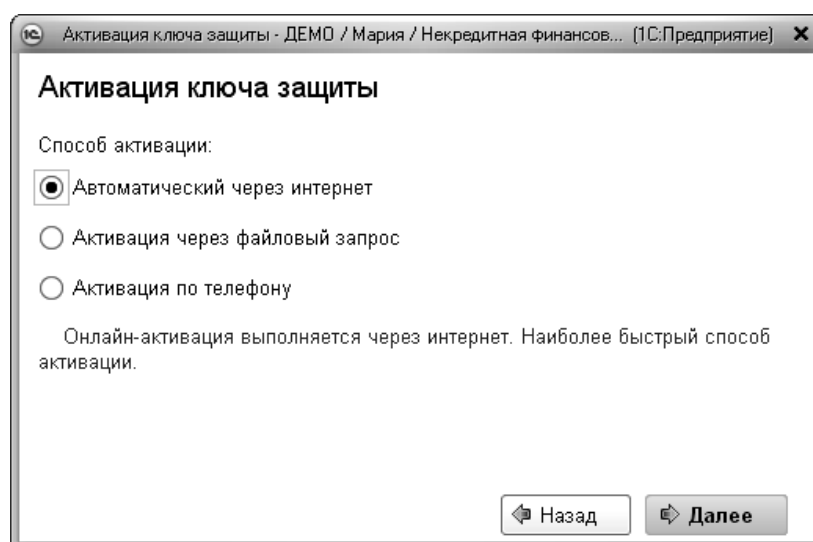 1С Активация ключа защиты - ДЕМО / Мария / Некредитная финансов... (1С:Предприятие)
Активация ключа защиты
Способ активации:
Автоматический через интернет
Активация через файловый запрос
Активация по телефону
Онлайн-активация выполняется через интернет. Наиболее быстрый способ
активации.
Назад Далее